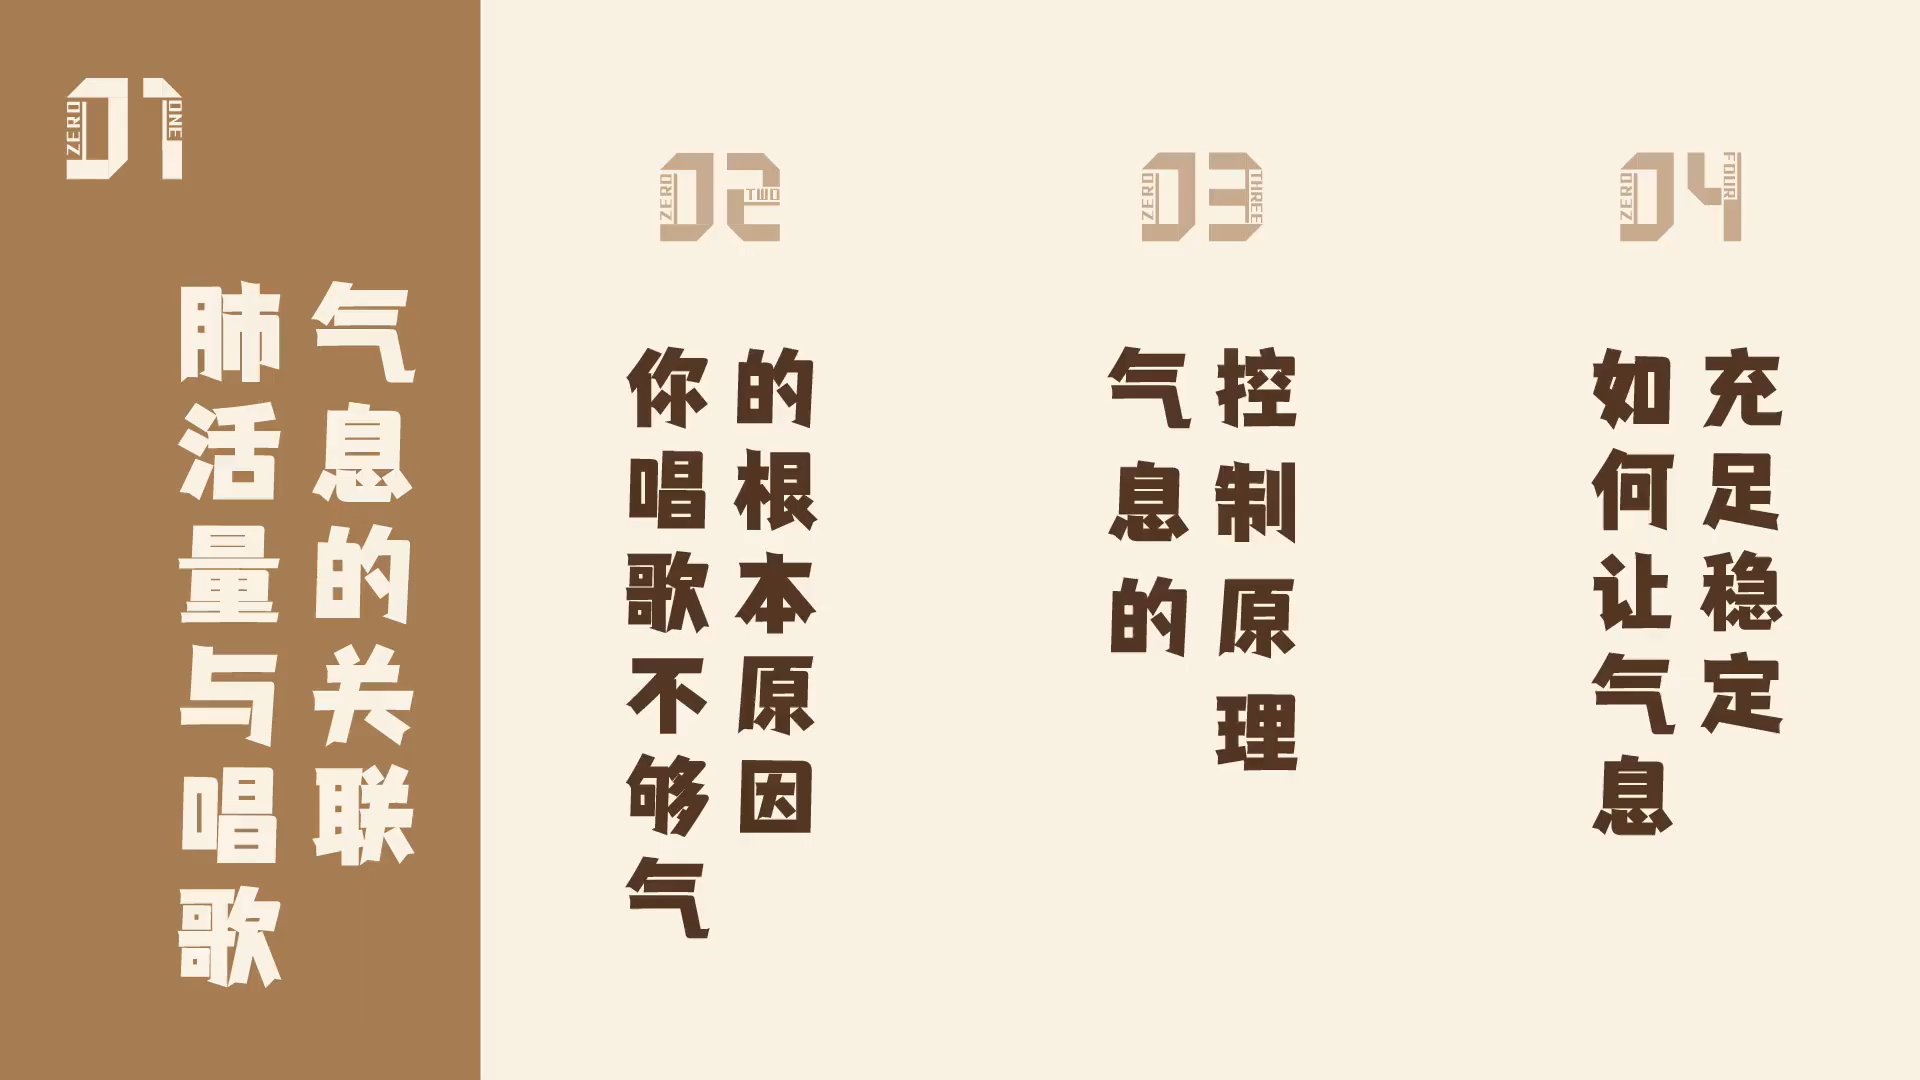 01
ZERO
ONE
肺活量与唱歌
气息的关联
02
ZERO
TWO
你唱歌不够气
的根本原因
03
ZERO
THREE
气息的
控制原理
04
ZERO
FOUR
如何让气息
充足稳定